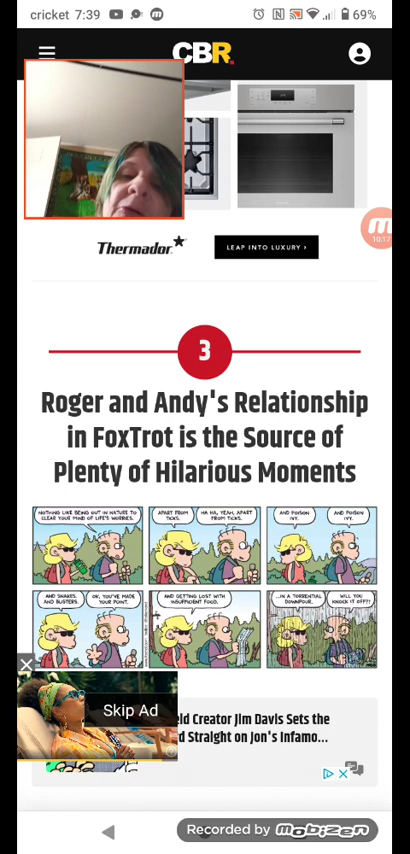 cricket 7:39
69%
CBR
Thermador
LEAP INTO LUXURY ›
10:17
3
Roger and Andy's Relationship
in FoxTrot is the Source of
Plenty of Hilarious Moments
NOTHING LIKE BEING OUT IN NATURE TO
CLEAR YOUR MIND OF LIFE'S WORRIES.
APART FROM
TICKS.
HA HA, YEAH, APART
FROM TICKS.
AND POISON
IVY.
AND POISON
IVY.
AND SNAKES.
AND BLISTERS.
OK, YOU'VE MADE
YOUR POINT.
AND GETTING LOST WITH
INSUFFICIENT FOOD.
...IN A TORRENTIAL
DOWNPOUR.
WILL YOU
KNOCK IT OFF?!
Skip Ad
eld Creator Jim Davis Sets the
d Straight on Jon's Infamo...
Recorded by mobizen